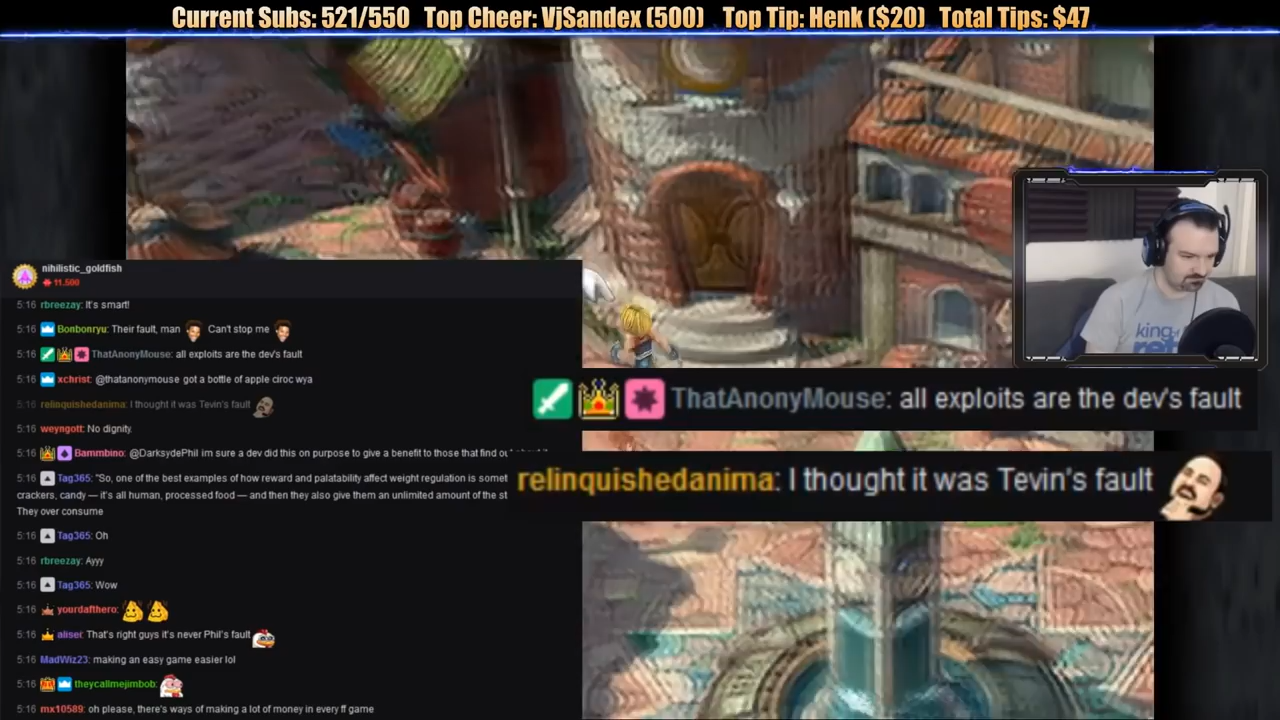 Current Subs: 521/550 Top Cheer: VjSandex (500) Top Tip: Henk ($20) Total Tips: $47
nihilistic_goldfish
11,500
5:16 rbreezay: It's smart!
5:16 Bonbonryu: Their fault, man Can't stop me
5:16 ThatAnonyMouse: all exploits are the dev's fault
5:16 xchrist: @thatanonymouse got a bottle of apple ciroc wya
5:16 relinquishedanima: I thought it was Tevin's fault
5:16 weyngott: No dignity.
5:16 Bammbino: @DarksydePhil im sure a dev did this on purpose to give a benefit to those that find
5:16 Tag365: "So, one of the best examples of how reward and palatability affect weight regulation is
crackers, candy — it's all human, processed food — and then they also give them an unlimited amount of the
They over consume
5:16 Tag365: Oh
5:16 rbreezay: Ayyy
5:16 Tag365: Wow
5:16 yourdafthero:
5:16 alisei: That's right guys it's never Phil's fault
5:16 MadWiz23: making an easy game easier lol
5:16 theycallmejimbob:
5:16 mx10589: oh please, there's ways of making a lot of money in every ff game
ThatAnonyMouse: all exploits are the dev's fault
relinquishedanima: I thought it was Tevin's fault
king of